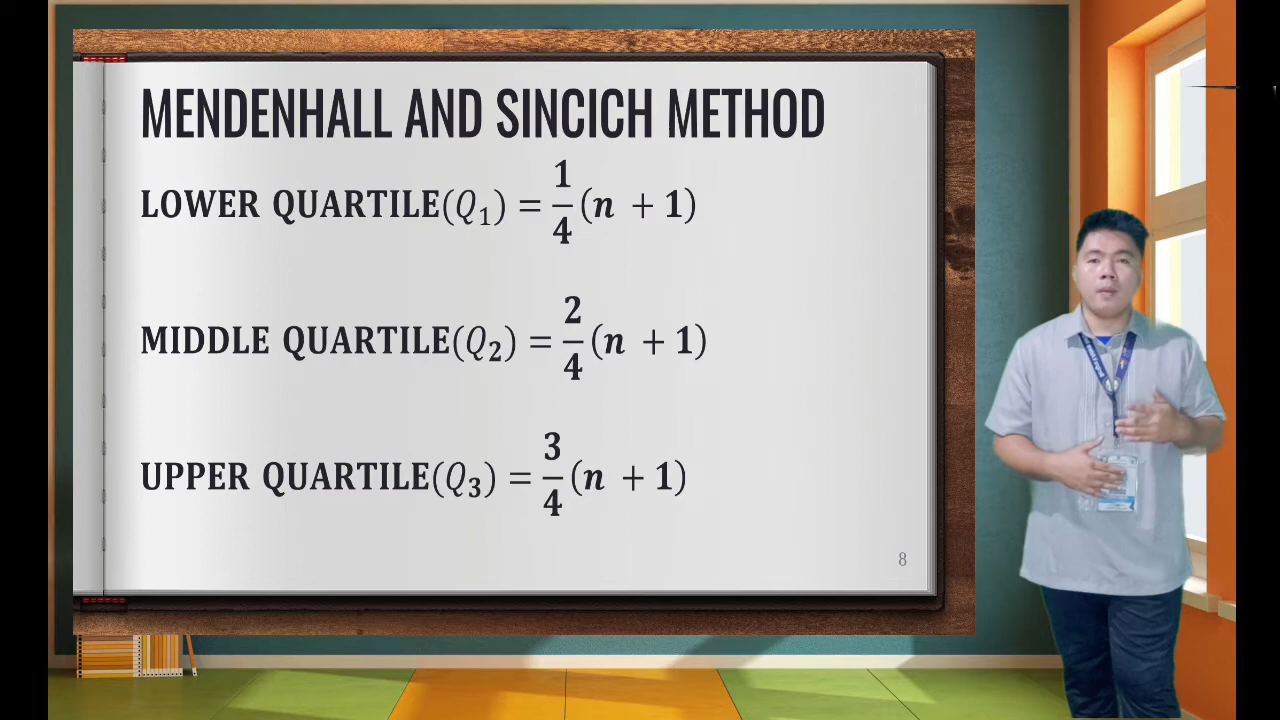 MENDENHALL AND SINCICH METHOD
LOWER QUARTILE(Q₁) = 1/4 (n + 1)
MIDDLE QUARTILE(Q₂) = 2/4 (n + 1)
UPPER QUARTILE(Q₃) = 3/4 (n + 1)
8